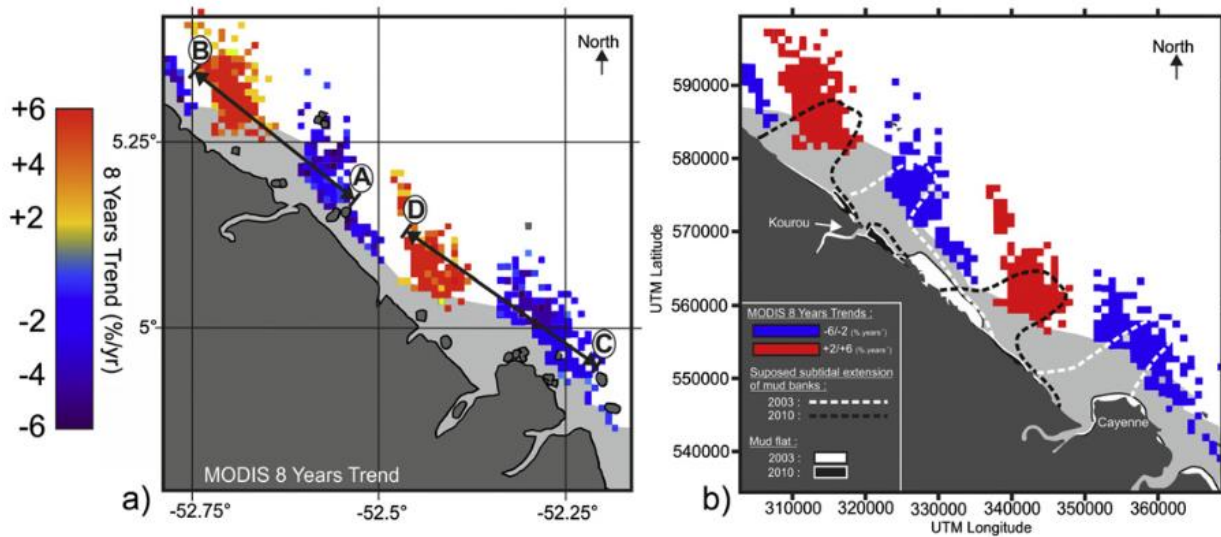 +6
+4
+2
-2
-4
-6
8 Years Trend (%/yr)
B
A
D
C
North
5.25°
5°
MODIS 8 Years Trend
a)
-52.75°
-52.5°
-52.25°
North
590000
580000
570000
560000
550000
540000
UTM Latitude
Kourou
Cayenne
MODIS 8 Years Trends :
-6/-2 (% years⁻¹)
+2/+6 (% years⁻¹)
Suposed subtidal extension
of mud banks :
2003 :
2010 :
Mud flat :
2003 :
2010 :
b)
310000 320000 330000 340000 350000 360000
UTM Longitude